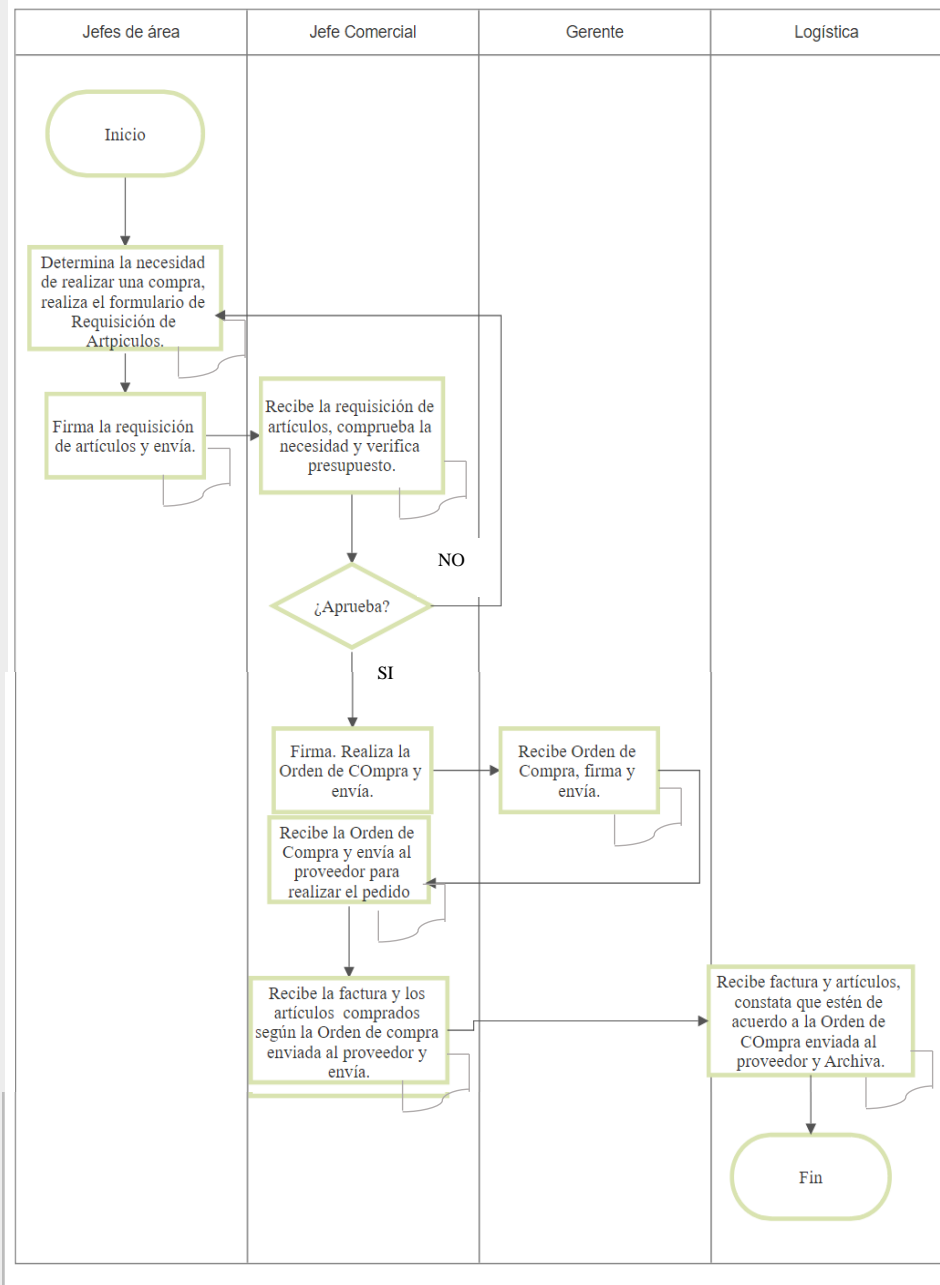 Jefes de área
Jefe Comercial
Gerente
Logística
Inicio
Determina la necesidad
de realizar una compra,
realiza el formulario de
Requisición de
Artpiculos.
Firma la requisición
de artículos y envía.
Recibe la requisición de
artículos, comprueba la
necesidad y verifica
presupuesto.
NO
¿Aprueba?
SI
Firma. Realiza la
Orden de COmpra y
envía.
Recibe Orden de
Compra, firma y
envía.
Recibe la Orden de
Compra y envía al
proveedor para
realizar el pedido
Recibe la factura y los
artículos comprados
según la Orden de compra
enviada al proveedor y
envía.
Recibe factura y artículos,
constata que estén de
acuerdo a la Orden de
COmpra enviada al
proveedor y Archiva.
Fin